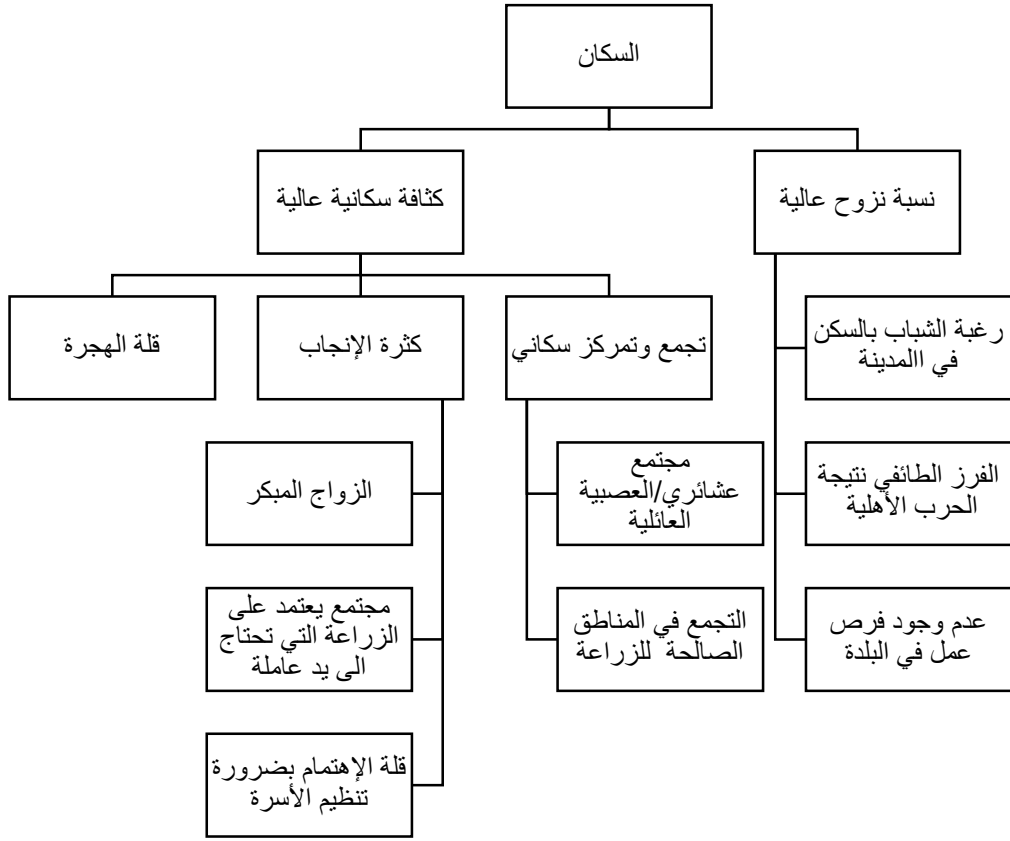 السكان
نسبة نزوح عالية
كثافة سكانية عالية
رغبة الشباب بالسكن
في االمدينة
الفرز الطائفي نتيجة
الحرب الأهلية
عدم وجود فرص
عمل في البلدة
تجمع وتمركز سكاني
مجتمع
عشائري/العصبية
العائلية
التجمع في المناطق
الصالحة للزراعة
كثرة الإنجاب
الزواج المبكر
مجتمع يعتمد على
الزراعة التي تحتاج
الى يد عاملة
قلة الإهتمام بضرورة
تنظيم الأسرة
قلة الهجرة